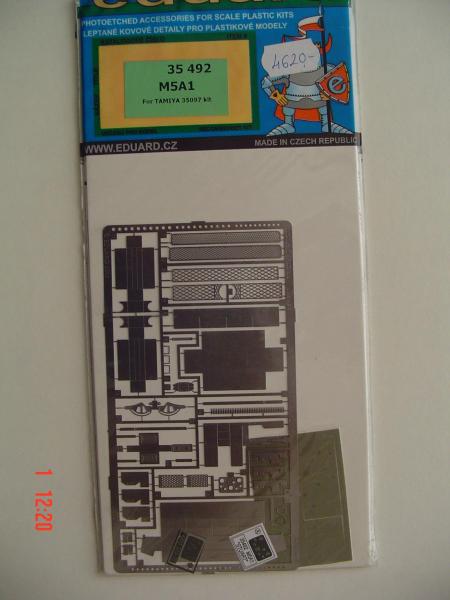 eduard
PHOTOETCHED ACCESSORIES FOR SCALE PLASTIC KITS
LEPTANÉ KOVOVÉ DETAILY PRO PLASTIKOVÉ MODELY
4620,-
35 492
M5A1
For TAMIYA 35097 kit
e
WWW.EDUARD.CZ
MADE IN CZECH REPUBLIC
1 12:20